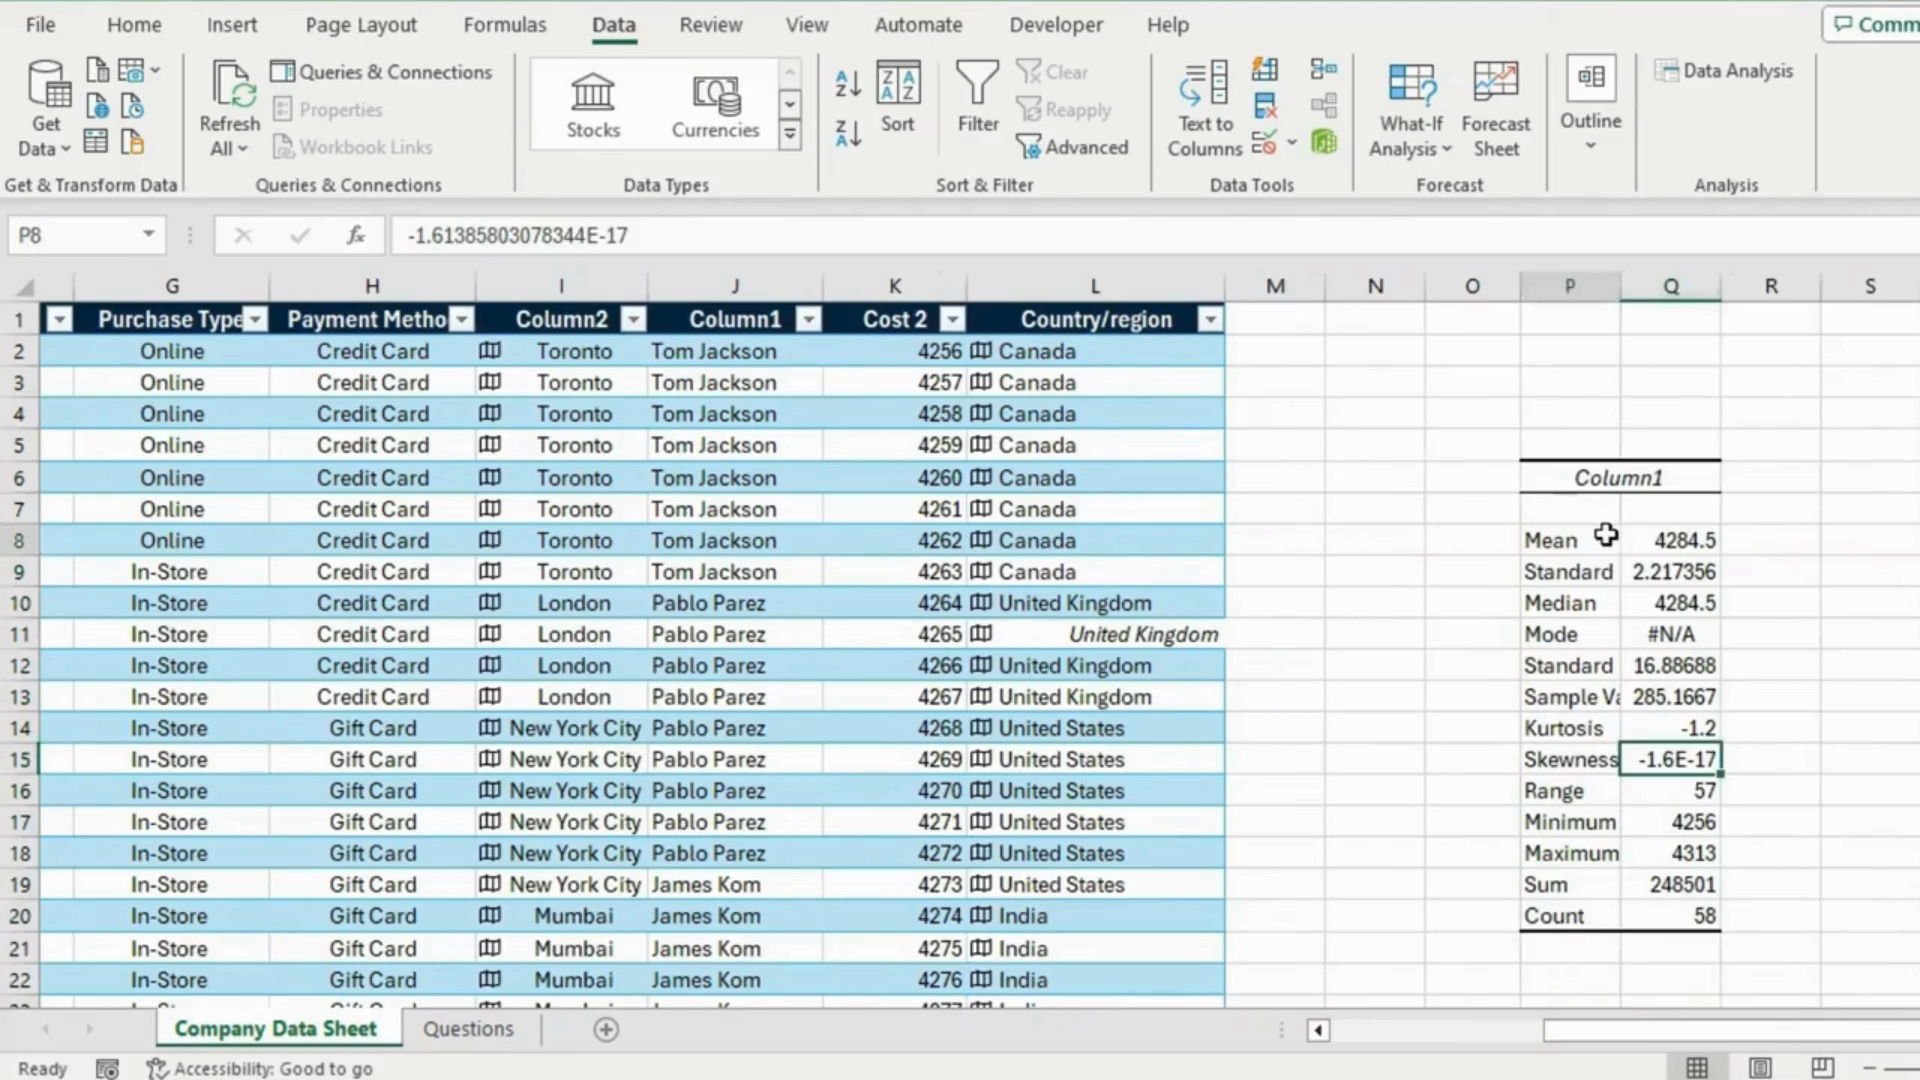 File Home Insert Page Layout Formulas Data Review View Automate Developer Help Comm
Get Data
Refresh All
Queries & Connections
Properties
Workbook Links
Stocks Currencies
Sort
Filter
Clear
Reapply
Advanced
Text to Columns
What-If Analysis
Forecast Sheet
Outline
Data Analysis
Get & Transform Data Queries & Connections Data Types Sort & Filter Data Tools Forecast Analysis
P8 fx -1.61385803078344E-17
G H I J K L M N O P Q R S
1 Purchase Type Payment Metho Column2 Column1 Cost 2 Country/region
2 Online Credit Card Toronto Tom Jackson 4256 Canada
3 Online Credit Card Toronto Tom Jackson 4257 Canada
4 Online Credit Card Toronto Tom Jackson 4258 Canada
5 Online Credit Card Toronto Tom Jackson 4259 Canada
6 Online Credit Card Toronto Tom Jackson 4260 Canada Column1
7 Online Credit Card Toronto Tom Jackson 4261 Canada
8 Online Credit Card Toronto Tom Jackson 4262 Canada Mean 4284.5
9 In-Store Credit Card Toronto Tom Jackson 4263 Canada Standard 2.217356
10 In-Store Credit Card London Pablo Parez 4264 United Kingdom Median 4284.5
11 In-Store Credit Card London Pablo Parez 4265 United Kingdom Mode #N/A
12 In-Store Credit Card London Pablo Parez 4266 United Kingdom Standard 16.88688
13 In-Store Credit Card London Pablo Parez 4267 United Kingdom Sample Va 285.1667
14 In-Store Gift Card New York City Pablo Parez 4268 United States Kurtosis -1.2
15 In-Store Gift Card New York City Pablo Parez 4269 United States Skewness -1.6E-17
16 In-Store Gift Card New York City Pablo Parez 4270 United States Range 57
17 In-Store Gift Card New York City Pablo Parez 4271 United States Minimum 4256
18 In-Store Gift Card New York City Pablo Parez 4272 United States Maximum 4313
19 In-Store Gift Card New York City James Kom 4273 United States Sum 248501
20 In-Store Gift Card Mumbai James Kom 4274 India Count 58
21 In-Store Gift Card Mumbai James Kom 4275 India
22 In-Store Gift Card Mumbai James Kom 4276 India
Company Data Sheet Questions
Ready Accessibility: Good to go